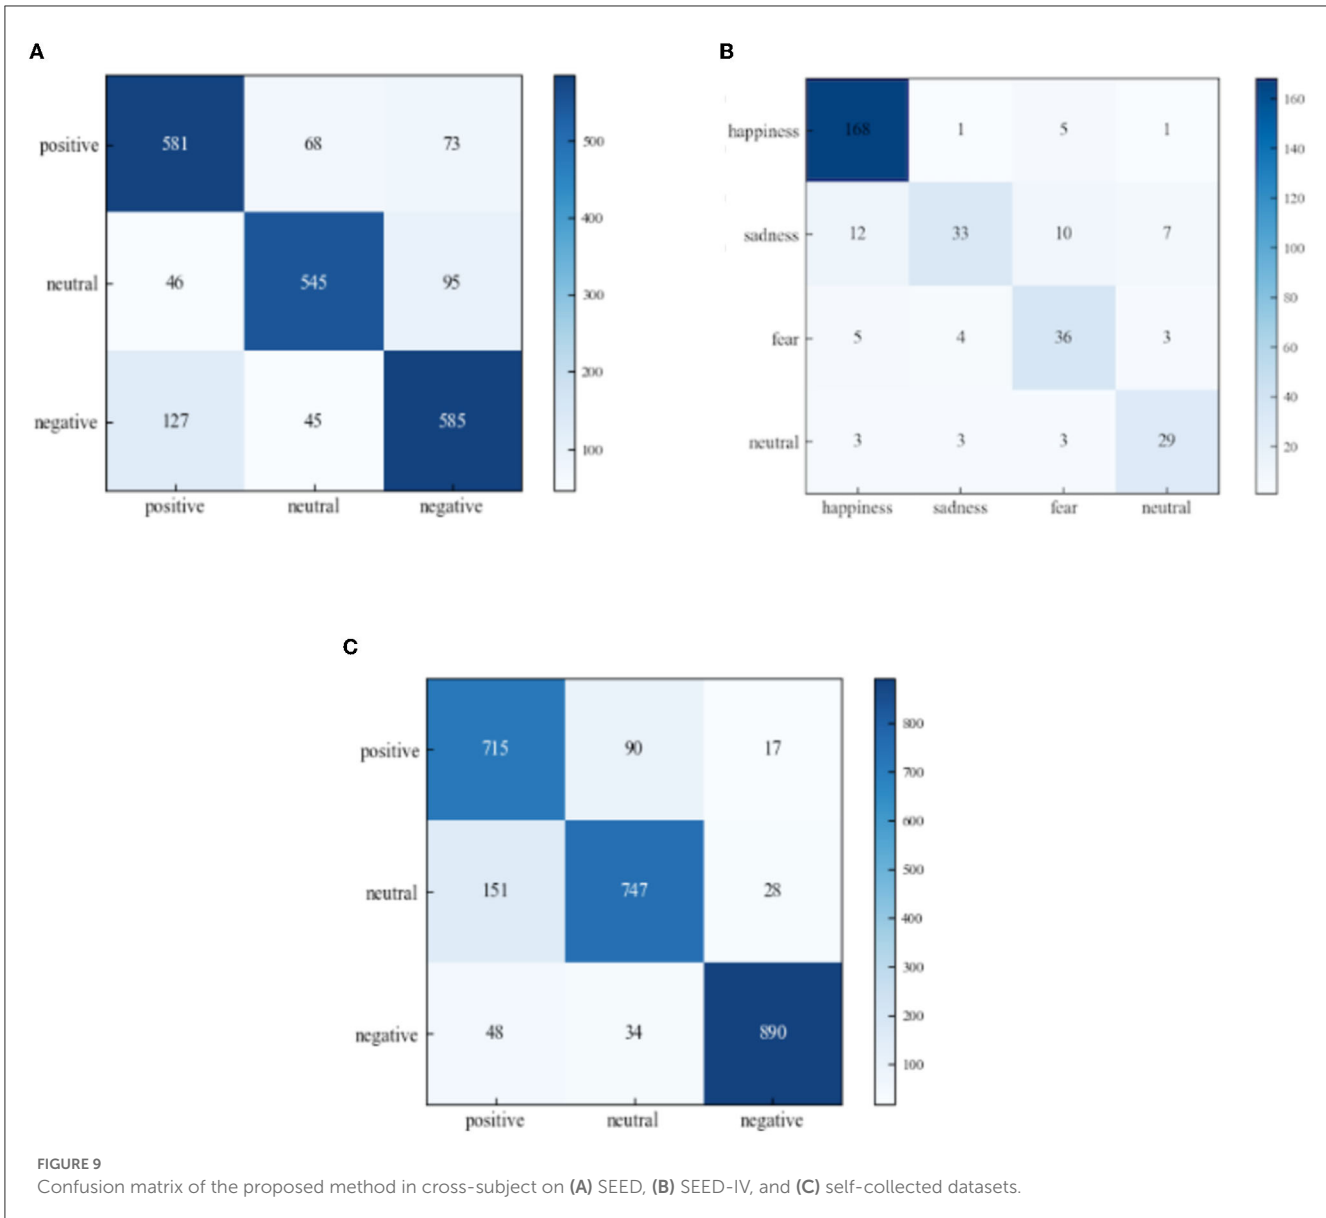 A
positive 581 68 73
neutral 46 545 95
negative 127 45 585
positive neutral negative
500
400
300
200
100
B
happiness 168 1 5 1
sadness 12 33 10 7
fear 5 4 36 3
neutral 3 3 3 29
happiness sadness fear neutral
160
140
120
100
80
60
40
20
C
positive 715 90 17
neutral 151 747 28
negative 48 34 890
positive neutral negative
800
700
600
500
400
300
200
100
FIGURE 9
Confusion matrix of the proposed method in cross-subject on (A) SEED, (B) SEED-IV, and (C) self-collected datasets.